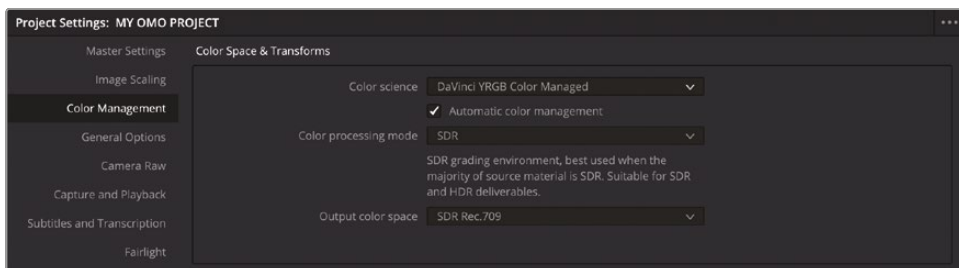 Project Settings: MY OMO PROJECT
Master Settings
Image Scaling
Color Management
General Options
Camera Raw
Capture and Playback
Subtitles and Transcription
Fairlight
Color Space & Transforms
Color science DaVinci YRGB Color Managed
Automatic color management
Color processing mode SDR
SDR grading environment, best used when the
majority of source material is SDR. Suitable for SDR
and HDR deliverables.
Output color space SDR Rec.709